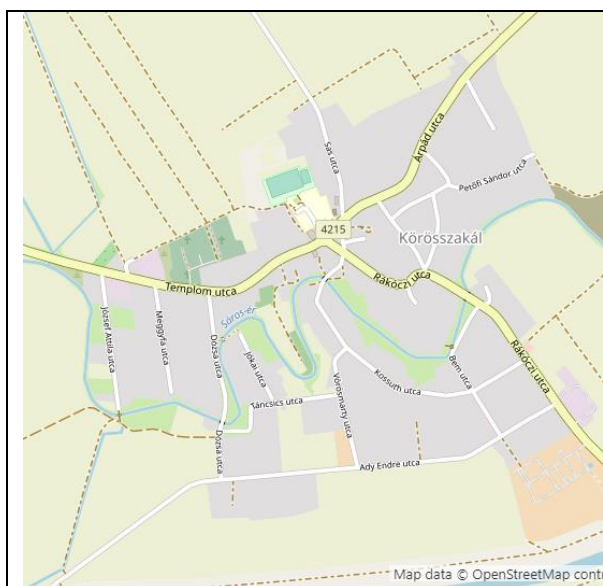 Árpád utca
Sas utca
Petőfi Sándor utca
4215
Körösszakál
Rákóczi utca
Templom utca
Sáros-ér
József Attila utca
Meggyfa utca
Dózsa utca
Jókai utca
Rákóczi utca
Bem utca
Kossuth utca
Vörösmarty utca
Táncsics utca
Dózsa utca
Ady Endre utca
Map data © OpenStreetMap contri